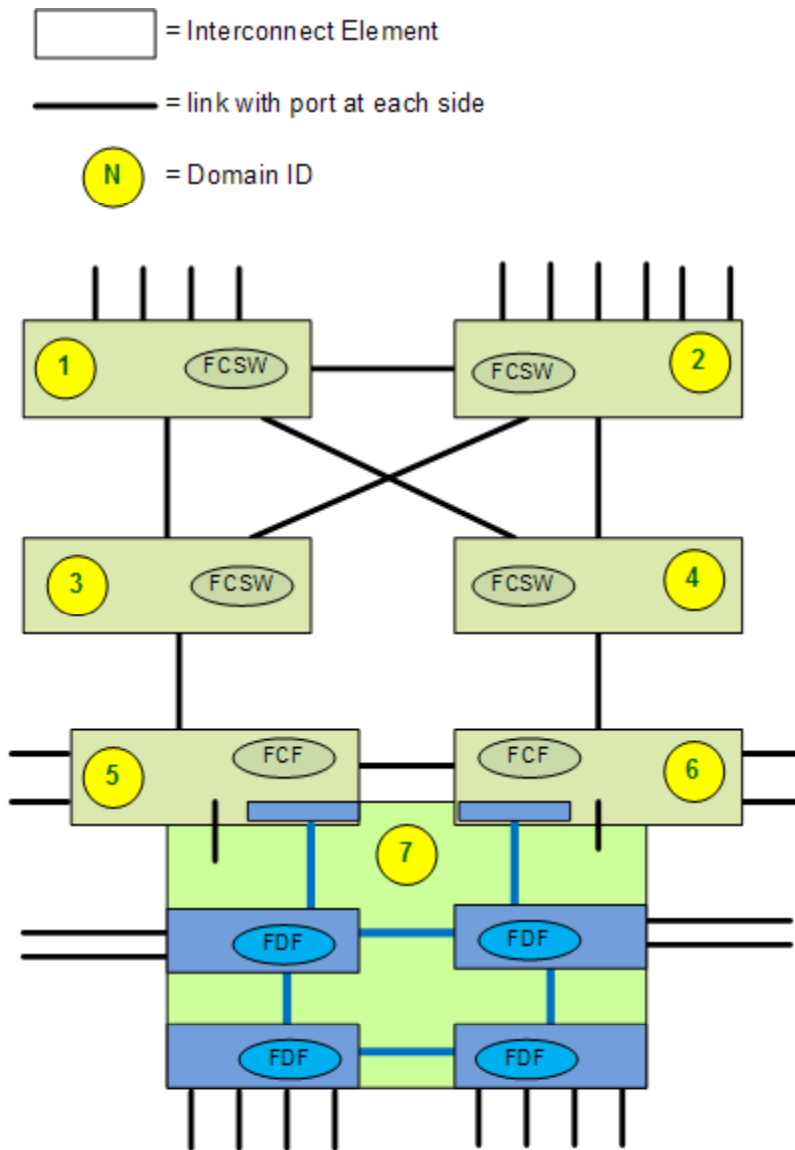 = Interconnect Element
= link with port at each side
N = Domain ID
1 FCSW FCSW 2
3 FCSW FCSW 4
5 FCF FCF 6
7
FDF FDF
FDF FDF